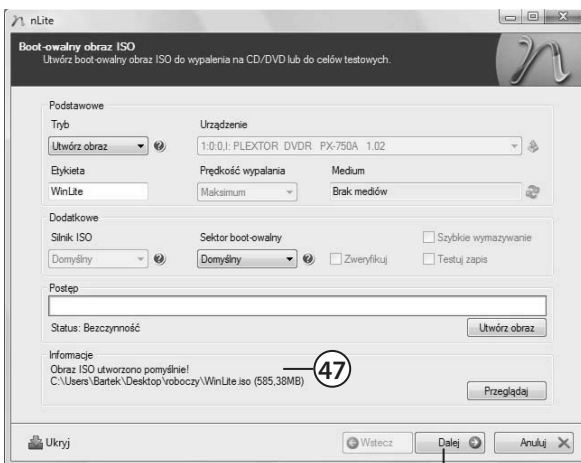 nLite
Boot-owalny obraz ISO
Utwórz boot-owalny obraz ISO do wypalenia na CD/DVD lub do celów testowych.
Podstawowe
Tryb
Urządzenie
Utwórz obraz
1:0:0,I: PLEXTOR DVDR PX-750A 1.02
Etykieta
Prędkość wypalania
Medium
WinLite
Maksimum
Brak mediów
Dodatkowe
Silnik ISO
Sektor boot-owalny
Szybkie wymazywanie
Domyślny
Domyślny
Zweryfikuj
Testuj zapis
Postęp
Status: Bezczynność
Utwórz obraz
Informacje
Obraz ISO utworzono pomyślnie!
47
C:\Users\Bartek\Desktop\roboczy\WinLite.iso (585,38MB)
Przeglądaj
Ukryj
Wstecz
Dalej
Anuluj